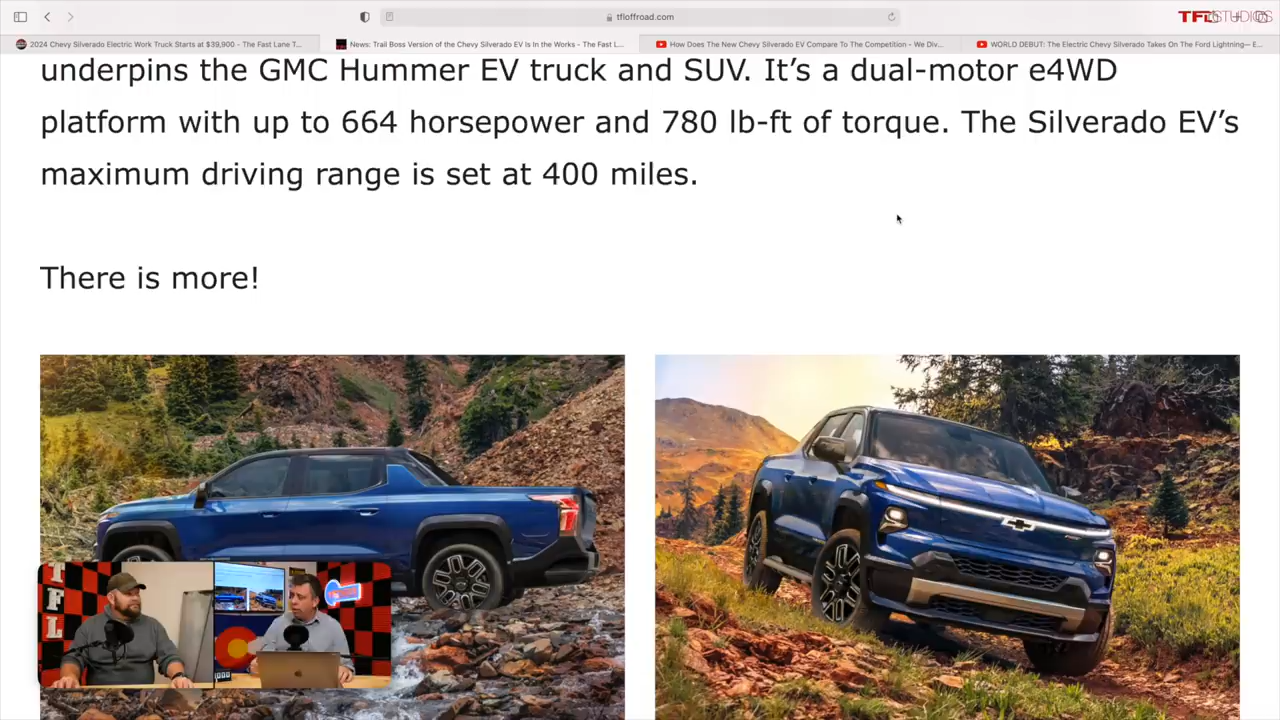 tfloffroad.com
TFLSTUDIOS
2024 Chevy Silverado Electric Work Truck Starts at $39,900 - The Fast Lane T...
News: Trail Boss Version of the Chevy Silverado EV Is In the Works - The Fast L...
How Does The New Chevy Silverado EV Compare To The Competition - We Div...
WORLD DEBUT: The Electric Chevy Silverado Takes On The Ford Lightning— E...
underpins the GMC Hummer EV truck and SUV. It’s a dual-motor e4WD
platform with up to 664 horsepower and 780 lb-ft of torque. The Silverado EV’s
maximum driving range is set at 400 miles.
There is more!
TFL